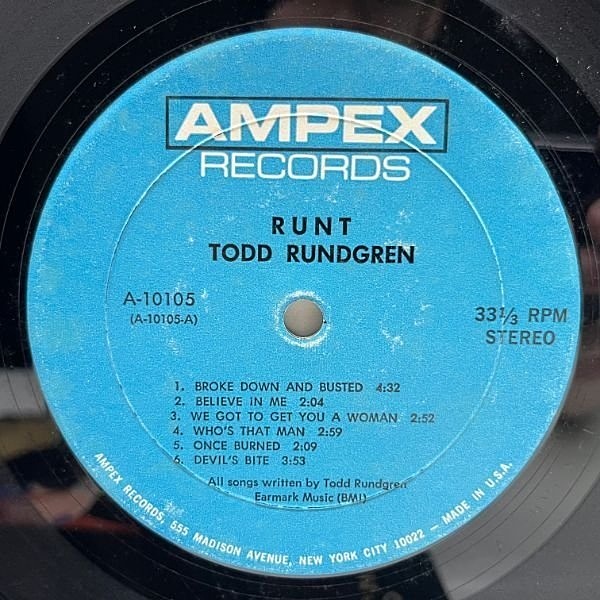 AMPEX
RECORDS
RUNT
TODD RUNDGREN
A-10105
(A-10105-A)
33⅓ RPM
STEREO
1. BROKE DOWN AND BUSTED 4:32
2. BELIEVE IN ME 2:04
3. WE GOT TO GET YOU A WOMAN 2:52
4. WHO'S THAT MAN 2:59
5. ONCE BURNED 2:09
6. DEVIL'S BITE 3:53
All songs written by Todd Rundgren
Earmark Music (BMI)
AMPEX RECORDS, 555 MADISON AVENUE, NEW YORK CITY 10022 — MADE IN U.S.A.